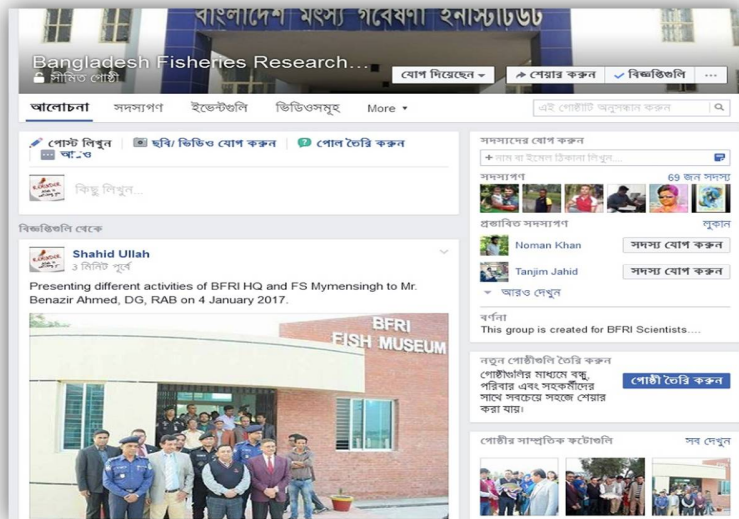 বাংলাদেশ মৎস্য গবেষণা ইনস্টিটিউট
Bangladesh Fisheries Research...
সীমিত গোষ্ঠী
যোগ দিয়েছেন
শেয়ার করুন
বিজ্ঞপ্তিগুলি
আলোচনা
সদস্যগণ
ইভেন্টগুলি
ভিডিওসমূহ
More
এই গোষ্ঠীটি অনুসন্ধান করুন
পোস্ট লিখুন
ছবি/ ভিডিও যোগ করুন
পোল তৈরি করুন
কিছু লিখুন...
বিজ্ঞপ্তিগুলি থেকে
Shahid Ullah
3 মিনিট পূর্বে
Presenting different activities of BFRI HQ and FS Mymensingh to Mr.
Benazir Ahmed, DG, RAB on 4 January 2017.
BFRI
FISH MUSEUM
সদস্যদের যোগ করুন
+ নাম বা ইমেল ঠিকানা লিখুন...
সদস্যগণ
69 জন সদস্য
প্রস্তাবিত সদস্যগণ
লুকান
Noman Khan
সদস্য যোগ করুন
Tanjim Jahid
সদস্য যোগ করুন
আরও দেখুন
বর্ণনা
This group is created for BFRI Scientists....
নতুন গোষ্ঠীগুলি তৈরি করুন
গোষ্ঠীগুলির মাধ্যমে বন্ধু,
পরিবার এবং সহকর্মীদের
সাথে সবচেয়ে সহজে শেয়ার
করা যায়।
গোষ্ঠী তৈরি করুন
গোষ্ঠীর সাম্প্রতিক ফটোগুলি
সব দেখুন